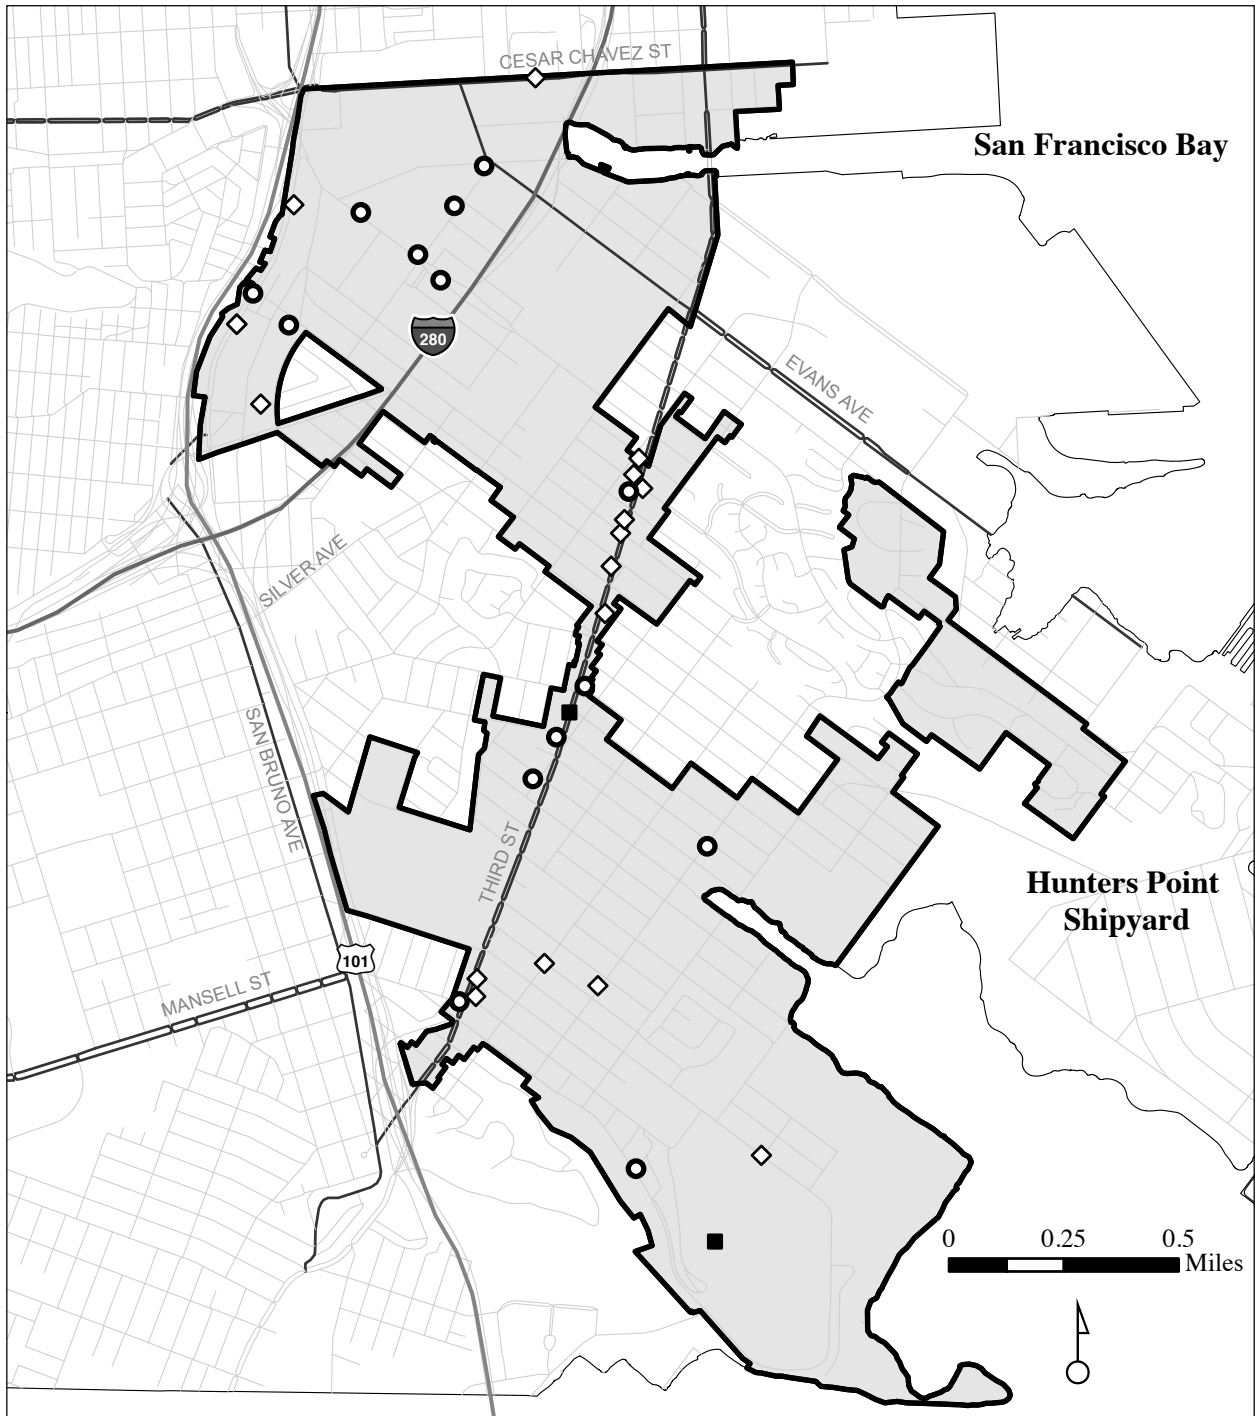 CESAR CHAVEZ ST
San Francisco Bay
280
EVANS AVE
SILVER AVE
SAN BRUNO AVE
THIRD ST
Hunters Point
Shipyard
101
MANSELL ST
0 0.25 0.5
Miles